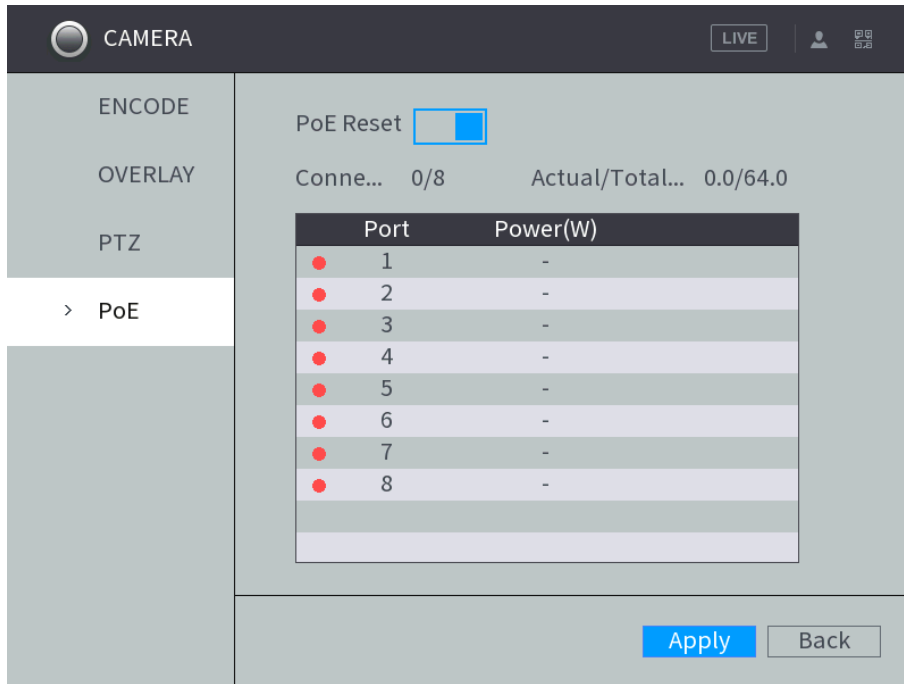 CAMERA LIVE
ENCODE
OVERLAY
PTZ
> PoE
PoE Reset
Conne... 0/8 Actual/Total... 0.0/64.0
Port Power(W)
1 -
2 -
3 -
4 -
5 -
6 -
7 -
8 -
Apply Back